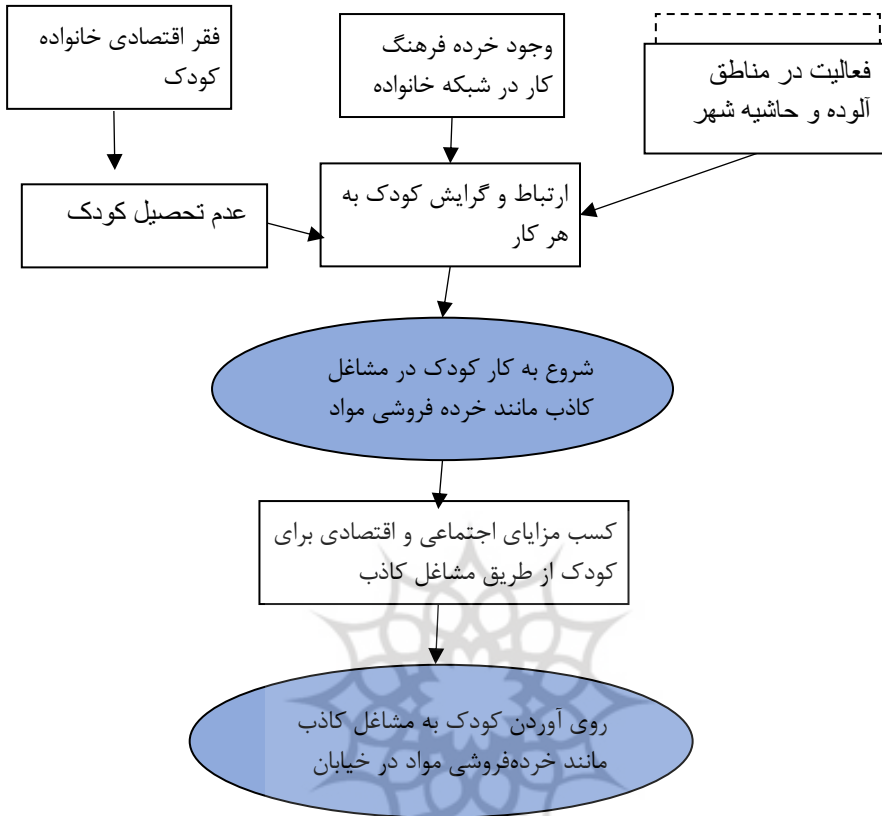 فقر اقتصادی خانواده
کودک
وجود خرده فرهنگ
کار در شبکه خانواده
فعالیت در مناطق
آلوده و حاشیه شهر
ارتباط و گرایش کودک به
هر کار
عدم تحصیل کودک
شروع به کار کودک در مشاغل
کاذب مانند خرده فروشی مواد
کسب مزایای اجتماعی و اقتصادی برای
کودک از طریق مشاغل کاذب
روی آوردن کودک به مشاغل کاذب
مانند خرده‌فروشی مواد در خیابان